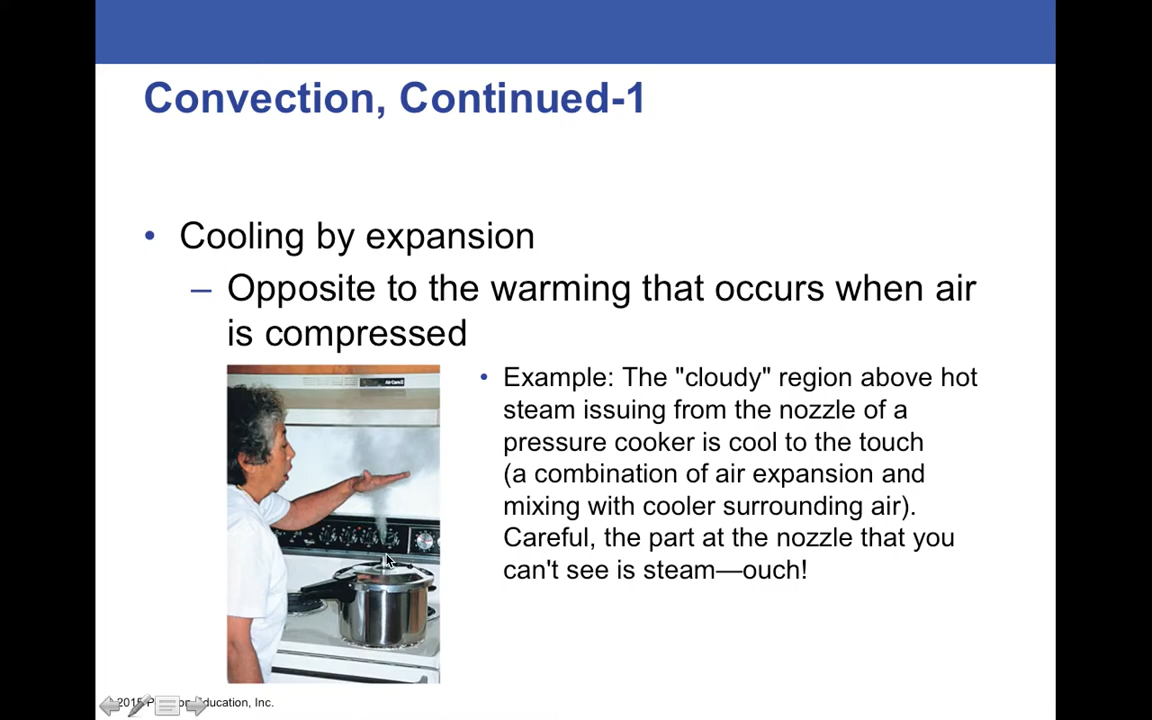 Convection, Continued-1
• Cooling by expansion
– Opposite to the warming that occurs when air
is compressed
• Example: The "cloudy" region above hot
steam issuing from the nozzle of a
pressure cooker is cool to the touch
(a combination of air expansion and
mixing with cooler surrounding air).
Careful, the part at the nozzle that you
can't see is steam—ouch!
Education, Inc.